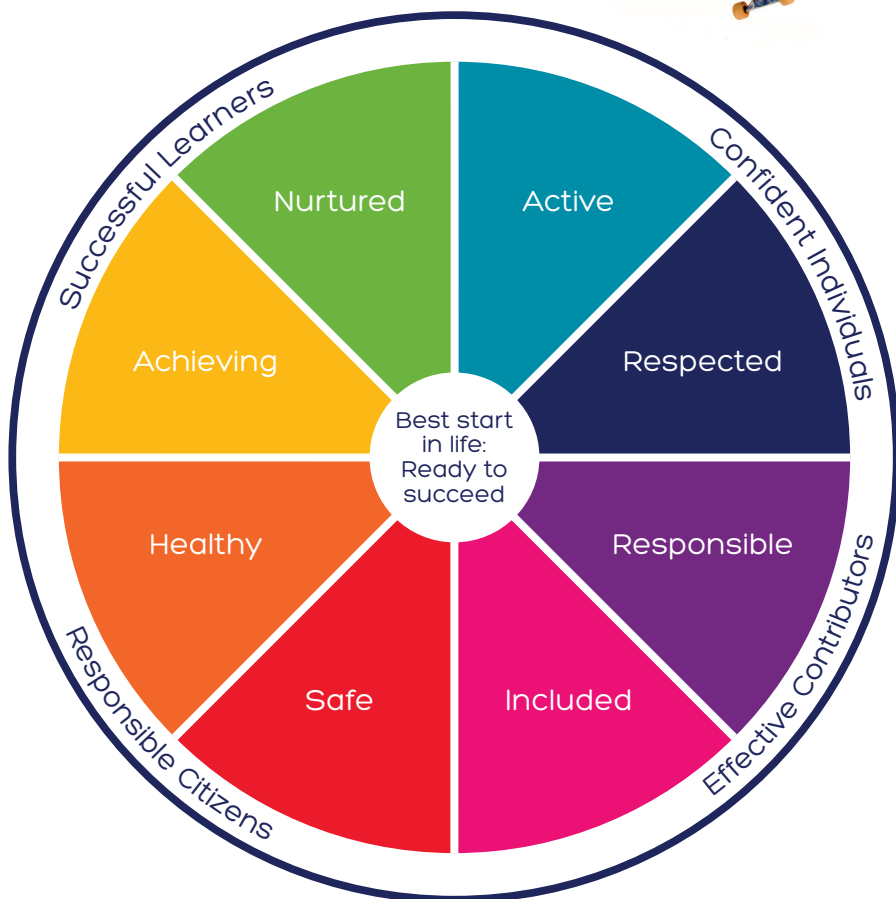 Successful Learners
Confident Individuals
Nurtured
Active
Achieving
Respected
Best start
in life:
Ready to
succeed
Healthy
Responsible
Safe
Included
Responsible Citizens
Effective Contributors